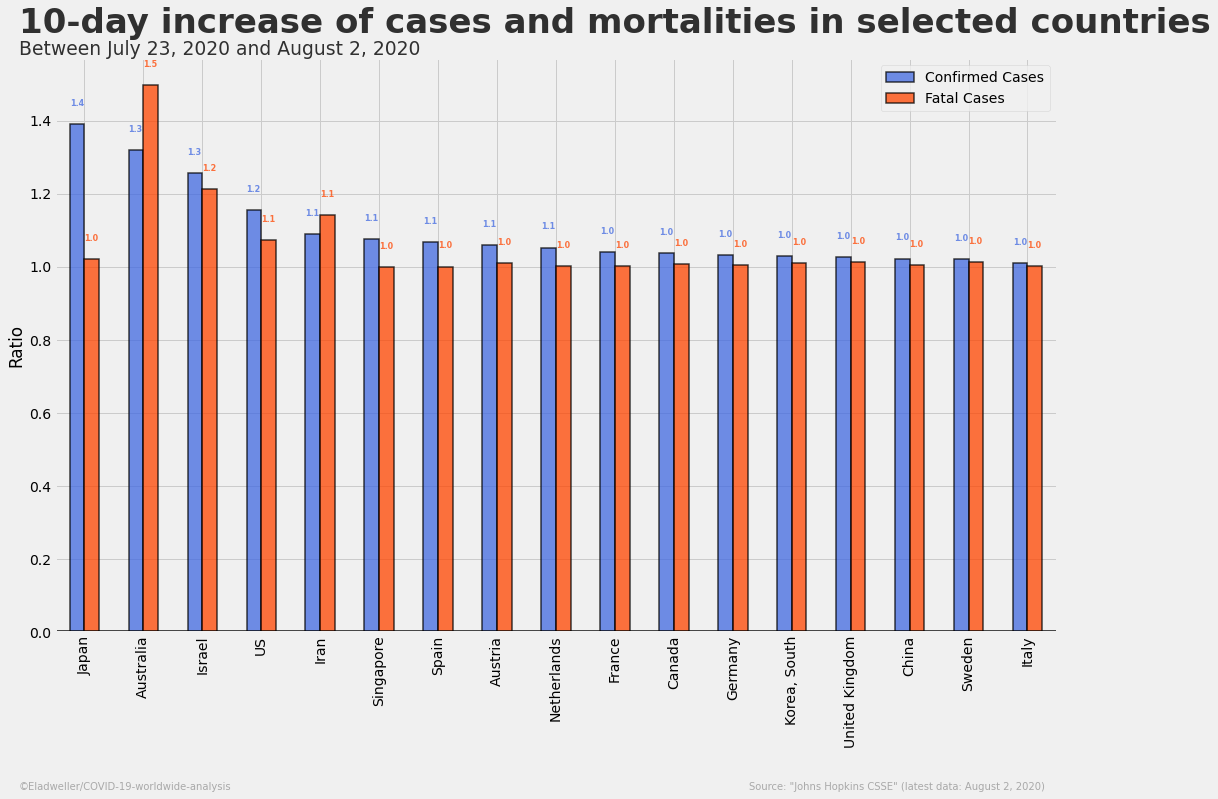 10-day increase of cases and mortalities in selected countries
Between July 23, 2020 and August 2, 2020
Confirmed Cases
Fatal Cases
Ratio
1.4
1.2
1.0
0.8
0.6
0.4
0.2
0.0
1.4 1.0
1.3 1.5
1.3 1.2
1.2 1.1
1.1 1.1
1.1 1.0
1.1 1.0
1.1 1.0
1.1 1.0
1.0 1.0
1.0 1.0
1.0 1.0
1.0 1.0
1.0 1.0
1.0 1.0
1.0 1.0
1.0 1.0
Japan
Australia
Israel
US
Iran
Singapore
Spain
Austria
Netherlands
France
Canada
Germany
Korea, South
United Kingdom
China
Sweden
Italy
©Eladweller/COVID-19-worldwide-analysis
Source: "Johns Hopkins CSSE" (latest data: August 2, 2020)